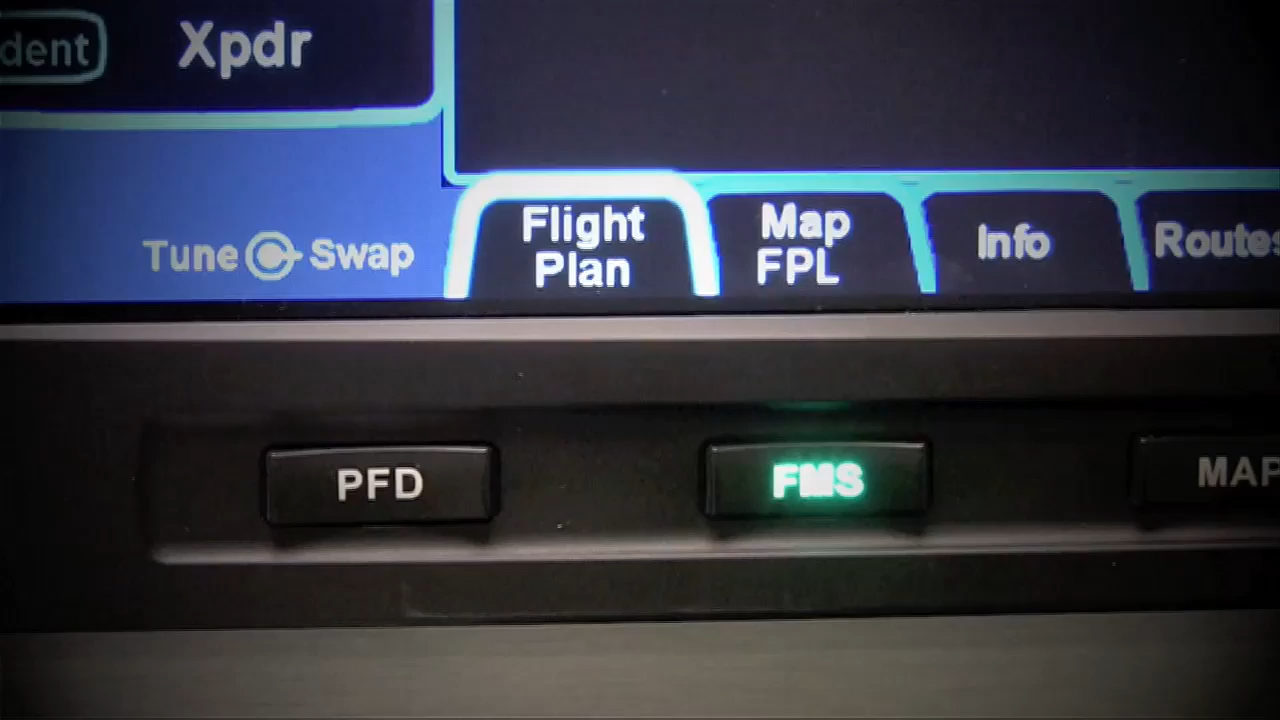 dent
Xpdr
Tune Swap
Flight
Plan
Map
FPL
Info
Routes
PFD
FMS
MAP